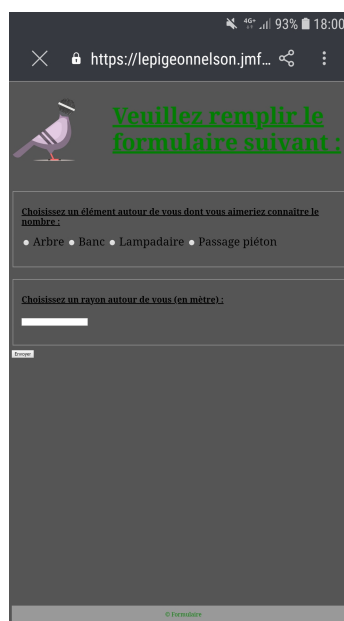 4G+ 93% 18:00
https://lepigeonnelson.jmf...
Veuillez remplir le
formulaire suivant :
Choisissez un élément autour de vous dont vous aimeriez connaître le
nombre :
Arbre Banc Lampadaire Passage piéton
Choisissez un rayon autour de vous (en mètre) :
Envoyer
© Formulaire